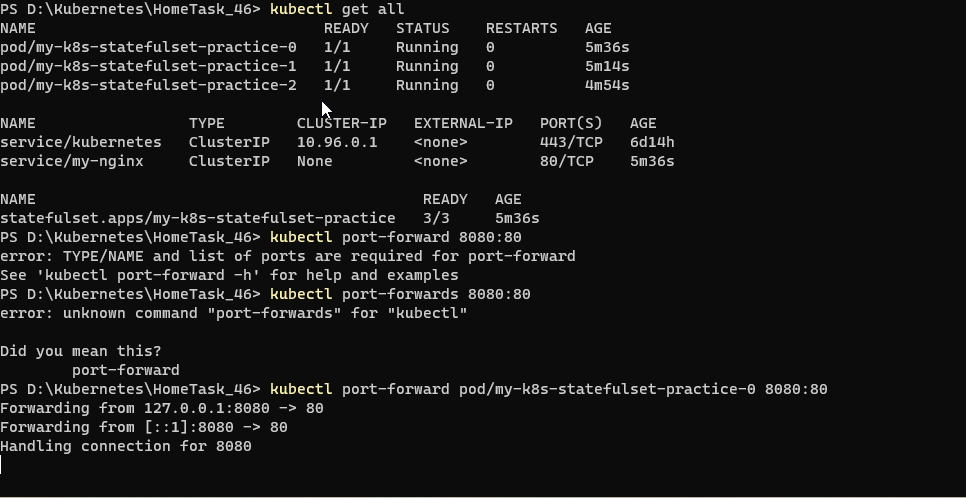 PS D:\Kubernetes\HomeTask_46> kubectl get all
NAME                                READY   STATUS    RESTARTS   AGE
pod/my-k8s-statefulset-practice-0   1/1     Running   0          5m36s
pod/my-k8s-statefulset-practice-1   1/1     Running   0          5m14s
pod/my-k8s-statefulset-practice-2   1/1     Running   0          4m54s
NAME                 TYPE        CLUSTER-IP   EXTERNAL-IP   PORT(S)   AGE
service/kubernetes   ClusterIP   10.96.0.1    <none>        443/TCP   6d14h
service/my-nginx     ClusterIP   None         <none>        80/TCP    5m36s
NAME                                           READY   AGE
statefulset.apps/my-k8s-statefulset-practice   3/3     5m36s
PS D:\Kubernetes\HomeTask_46> kubectl port-forward 8080:80
error: TYPE/NAME and list of ports are required for port-forward
See 'kubectl port-forward -h' for help and examples
PS D:\Kubernetes\HomeTask_46> kubectl port-forwards 8080:80
error: unknown command "port-forwards" for "kubectl"
Did you mean this?
        port-forward
PS D:\Kubernetes\HomeTask_46> kubectl port-forward pod/my-k8s-statefulset-practice-0 8080:80
Forwarding from 127.0.0.1:8080 -> 80
Forwarding from [::1]:8080 -> 80
Handling connection for 8080